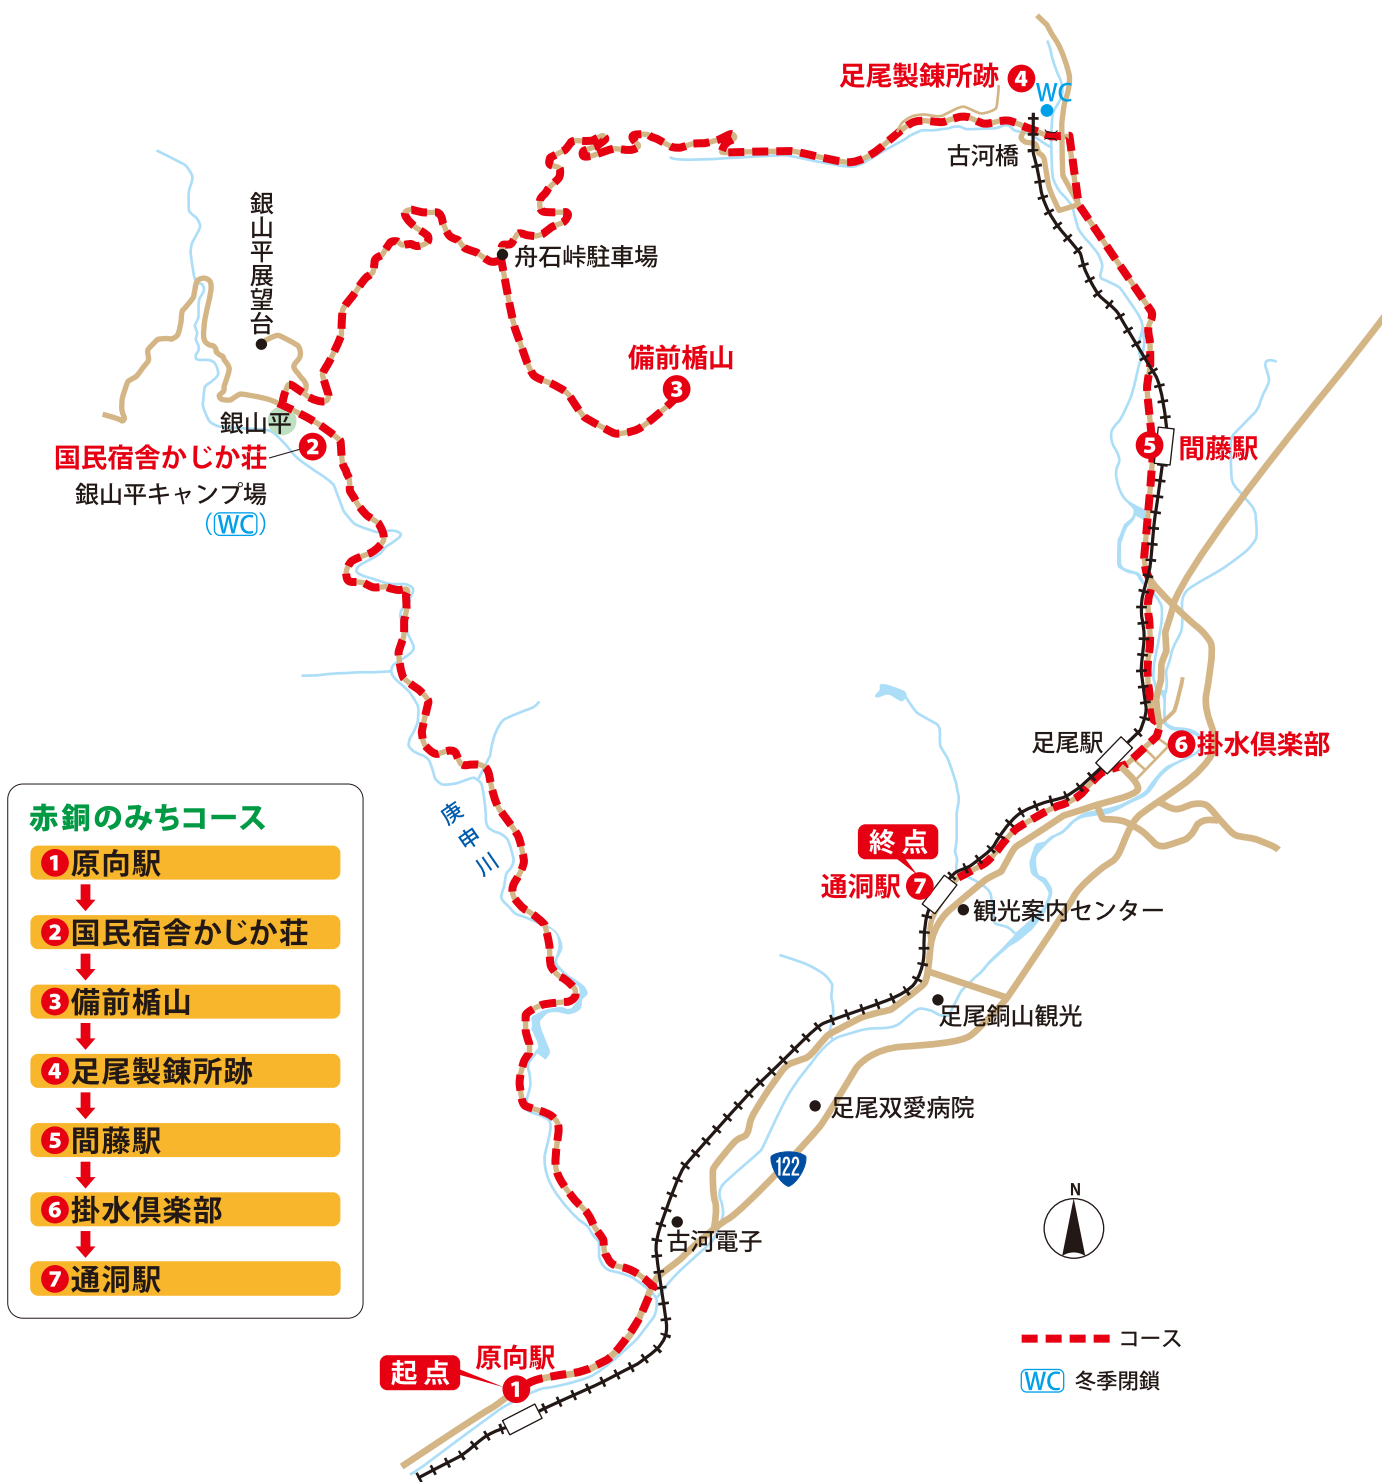 足尾製錬所跡 4
WC
古河橋
銀山平展望台
舟石峠駐車場
備前楯山
3
銀山平
2
国民宿舎かじか荘
銀山平キャンプ場
(WC)
5 間藤駅
足尾駅
6 掛水倶楽部
庚申川
終点
通洞駅 7
観光案内センター
足尾銅山観光
足尾双愛病院
122
古河電子
原向駅
起点
1
赤銅のみちコース
1 原向駅
2 国民宿舎かじか荘
3 備前楯山
4 足尾製錬所跡
5 間藤駅
6 掛水倶楽部
7 通洞駅
N
コース
WC 冬季閉鎖